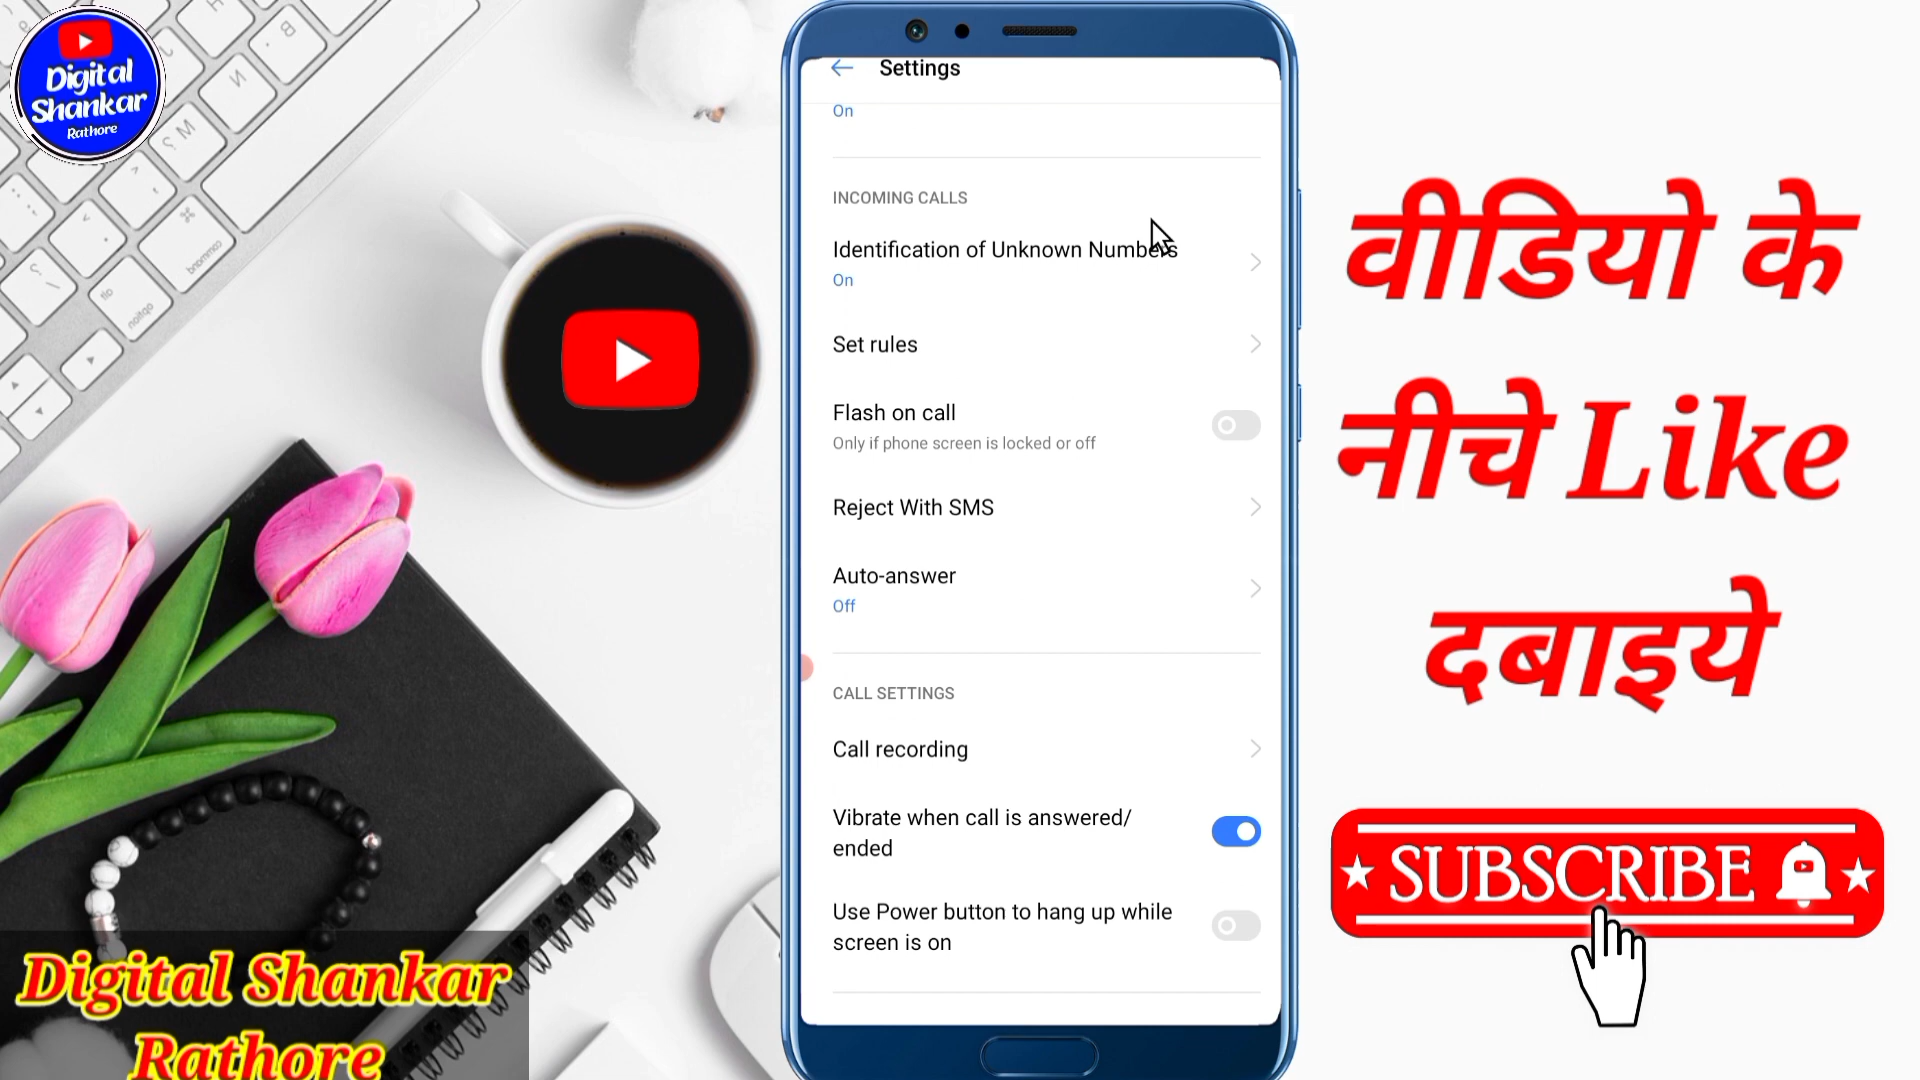 Digital
Shankar
Rathore
Settings
On
INCOMING CALLS
Identification of Unknown Numbers
On
Set rules
Flash on call
Only if phone screen is locked or off
Reject With SMS
Auto-answer
Off
CALL SETTINGS
Call recording
Vibrate when call is answered/
ended
Use Power button to hang up while
screen is on
वीडियो के
नीचे Like
दबाइये
SUBSCRIBE
Digital Shankar
Rathore